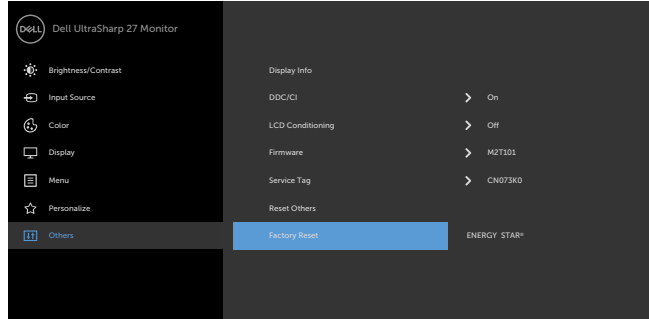 DELL Dell UltraSharp 27 Monitor
Brightness/Contrast
Input Source
Color
Display
Menu
Personalize
Others
Display Info
DDC/CI On
LCD Conditioning Off
Firmware M2T101
Service Tag CN073K0
Reset Others
Factory Reset ENERGY STAR®